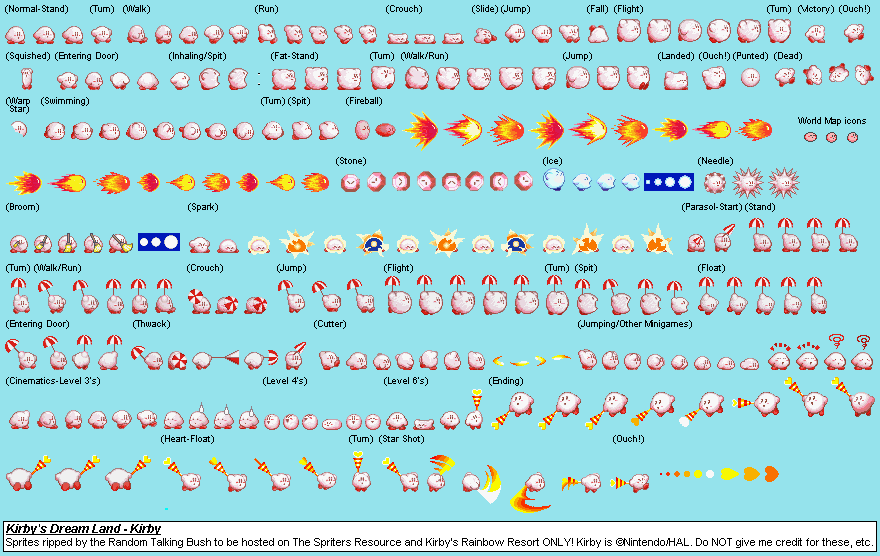 (Normal-Stand) (Turn) (Walk) (Run) (Crouch) (Slide) (Jump) (Fall) (Flight) (Turn) (Victory) (Ouch!)
(Squished) (Entering Door) (Inhaling/Spit) (Fat-Stand) (Turn) (Walk/Run) (Jump) (Landed) (Ouch!) (Punted) (Dead)
(Warp Star) (Swimming) (Turn) (Spit) (Fireball)
World Map icons
(Stone) (Ice) (Needle)
(Broom) (Spark) (Parasol-Start) (Stand)
(Turn) (Walk/Run) (Crouch) (Jump) (Flight) (Turn) (Spit) (Float)
(Entering Door) (Thwack) (Cutter) (Jumping/Other Minigames)
(Cinematics-Level 3's) (Level 4's) (Level 6's) (Ending)
(Heart-Float) (Turn) (Star Shot) (Ouch!)
Kirby's Dream Land - Kirby
Sprites ripped by the Random Talking Bush to be hosted on The Spriters Resource and Kirby's Rainbow Resort ONLY! Kirby is ©Nintendo/HAL. Do NOT give me credit for these, etc.